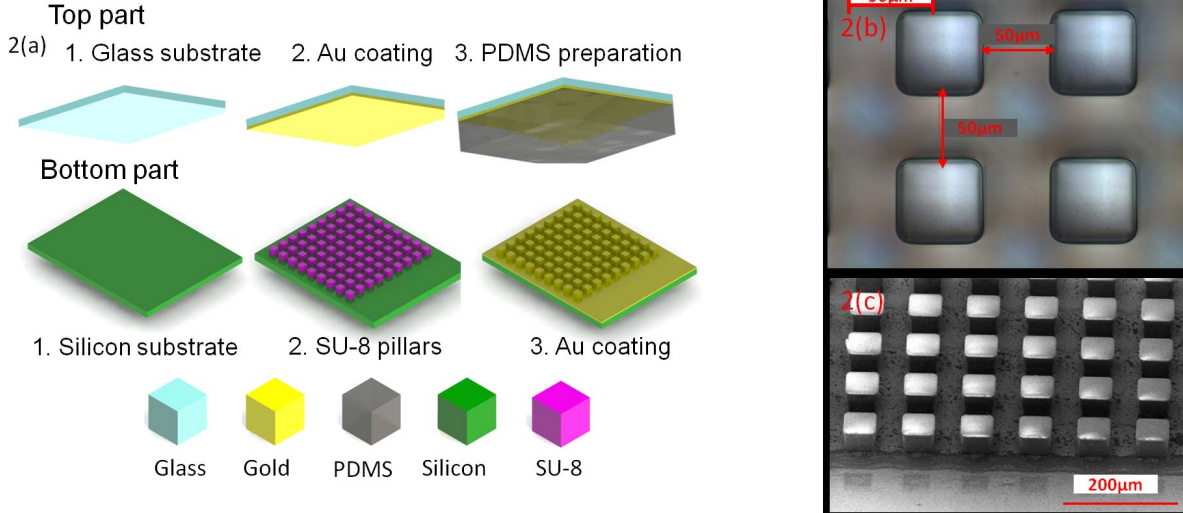 Top part
2(a)
1. Glass substrate
2. Au coating
3. PDMS preparation
Bottom part
1. Silicon substrate
2. SU-8 pillars
3. Au coating
Glass
Gold
PDMS
Silicon
SU-8
2(b)
50μm
50μm
2(c)
200μm